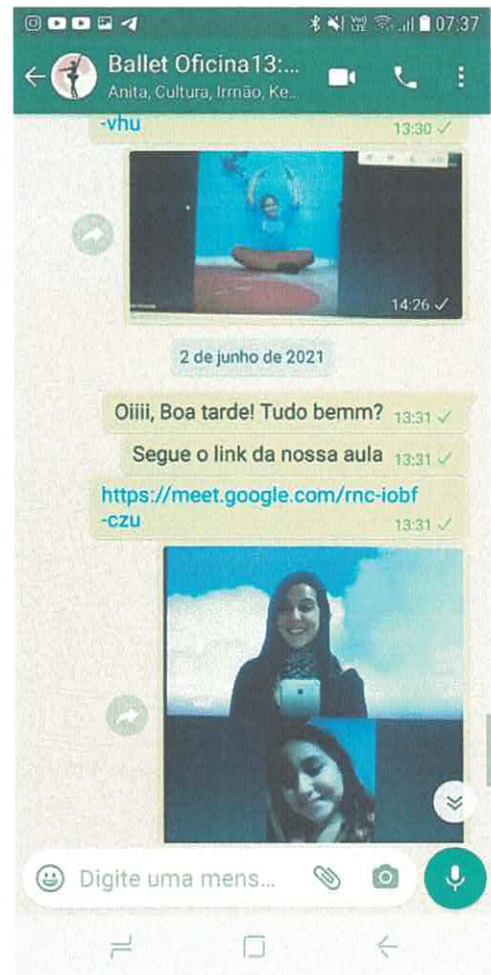 07:37
Ballet Oficina13:...
Anita, Cultura, Irmão, Ke...
-vhu
13:30
14:26
2 de junho de 2021
Oiiii, Boa tarde! Tudo bemm? 13:31
Segue o link da nossa aula 13:31
https://meet.google.com/rnc-iobf
-czu
13:31
Digite uma mens...